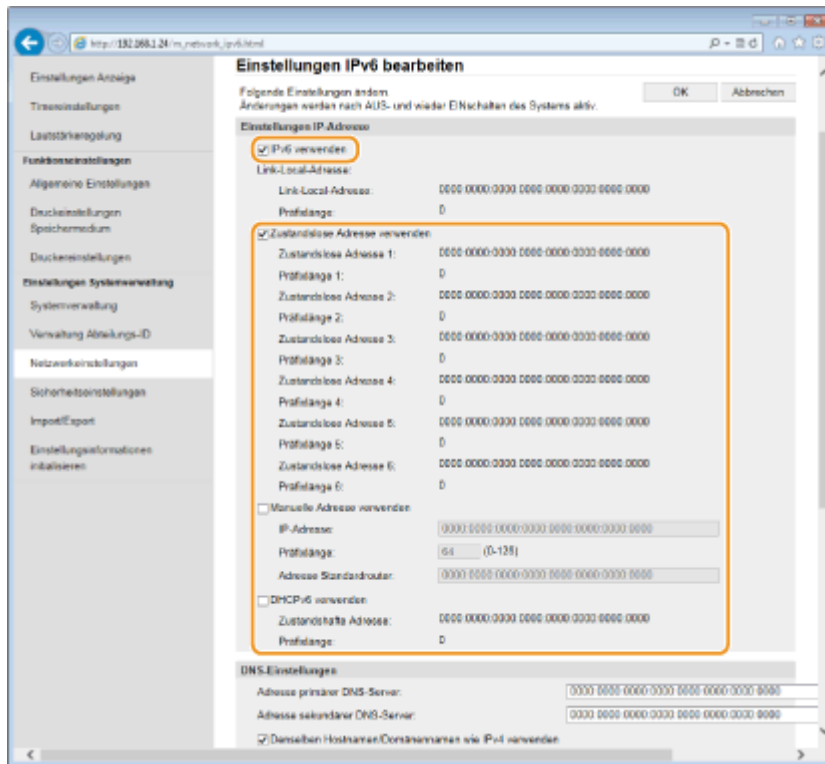 http://192.168.1.24/m_network_ipv6.html
Einstellungen Anzeige
Timereinstellungen
Lautstärkeregelung
Funktionseinstellungen
Allgemeine Einstellungen
Druckeinstellungen
Speichermedium
Druckereinstellungen
Einstellungen Systemverwaltung
Systemverwaltung
Verwaltung Abteilungs-ID
Netzwerkeinstellungen
Sicherheitseinstellungen
Import/Export
Einstellungsinformationen
initialisieren
Einstellungen IPv6 bearbeiten
Folgende Einstellungen ändern.
Änderungen werden nach AUS- und wieder EINschalten des Systems aktiv.
OK Abbrechen
Einstellungen IP-Adresse
IPv6 verwenden
Link-Local-Adresse:
Link-Local-Adresse: 0000:0000:0000:0000:0000:0000:0000:0000
Präfixlänge: 0
Zustandslose Adresse verwenden
Zustandslose Adresse 1: 0000:0000:0000:0000:0000:0000:0000:0000
Präfixlänge 1: 0
Zustandslose Adresse 2: 0000:0000:0000:0000:0000:0000:0000:0000
Präfixlänge 2: 0
Zustandslose Adresse 3: 0000:0000:0000:0000:0000:0000:0000:0000
Präfixlänge 3: 0
Zustandslose Adresse 4: 0000:0000:0000:0000:0000:0000:0000:0000
Präfixlänge 4: 0
Zustandslose Adresse 5: 0000:0000:0000:0000:0000:0000:0000:0000
Präfixlänge 5: 0
Zustandslose Adresse 6: 0000:0000:0000:0000:0000:0000:0000:0000
Präfixlänge 6: 0
Manuelle Adresse verwenden
IP-Adresse: 0000:0000:0000:0000:0000:0000:0000:0000
Präfixlänge: 64 (0-128)
Adresse Standardrouter: 0000:0000:0000:0000:0000:0000:0000:0000
DHCPv6 verwenden
Zustandshafte Adresse: 0000:0000:0000:0000:0000:0000:0000:0000
Präfixlänge: 0
DNS-Einstellungen
Adresse primärer DNS-Server: 0000:0000:0000:0000:0000:0000:0000:0000
Adresse sekundärer DNS-Server: 0000:0000:0000:0000:0000:0000:0000:0000
Denselben Hostnamen/Domänennamen wie IPv4 verwenden